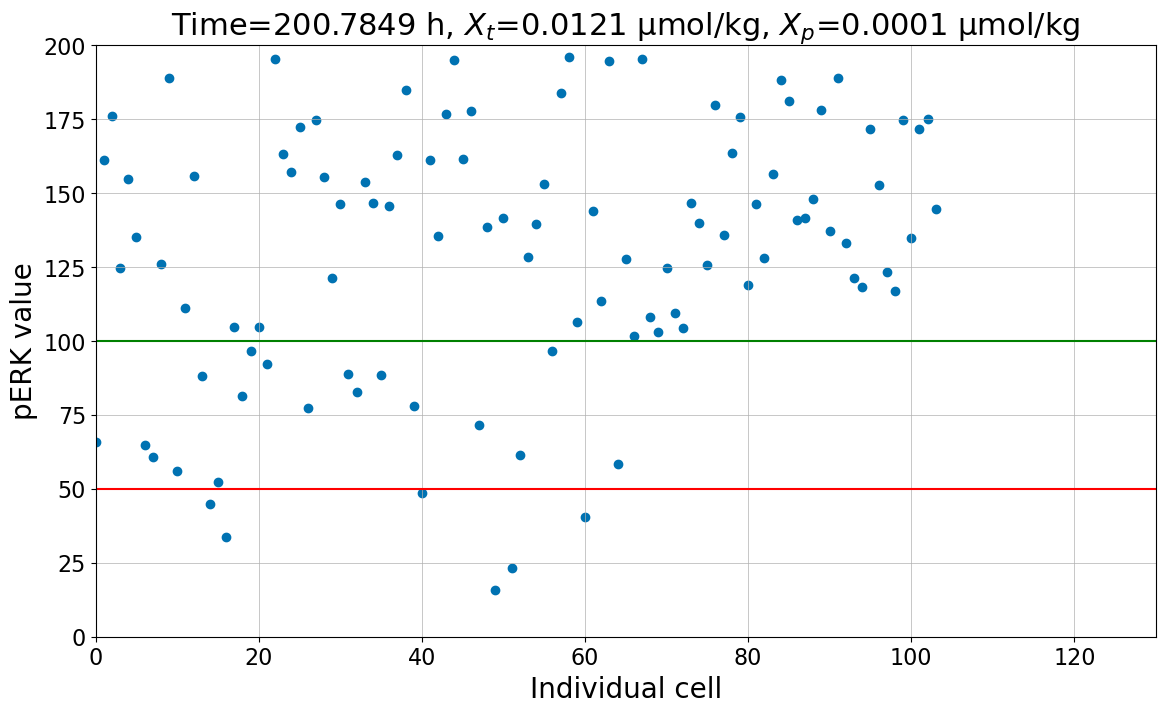 Time=200.7849 h, Xt=0.0121 μmol/kg, Xp=0.0001 μmol/kg
pERK value
200
175
150
125
100
75
50
25
0
0 20 40 60 80 100 120
Individual cell